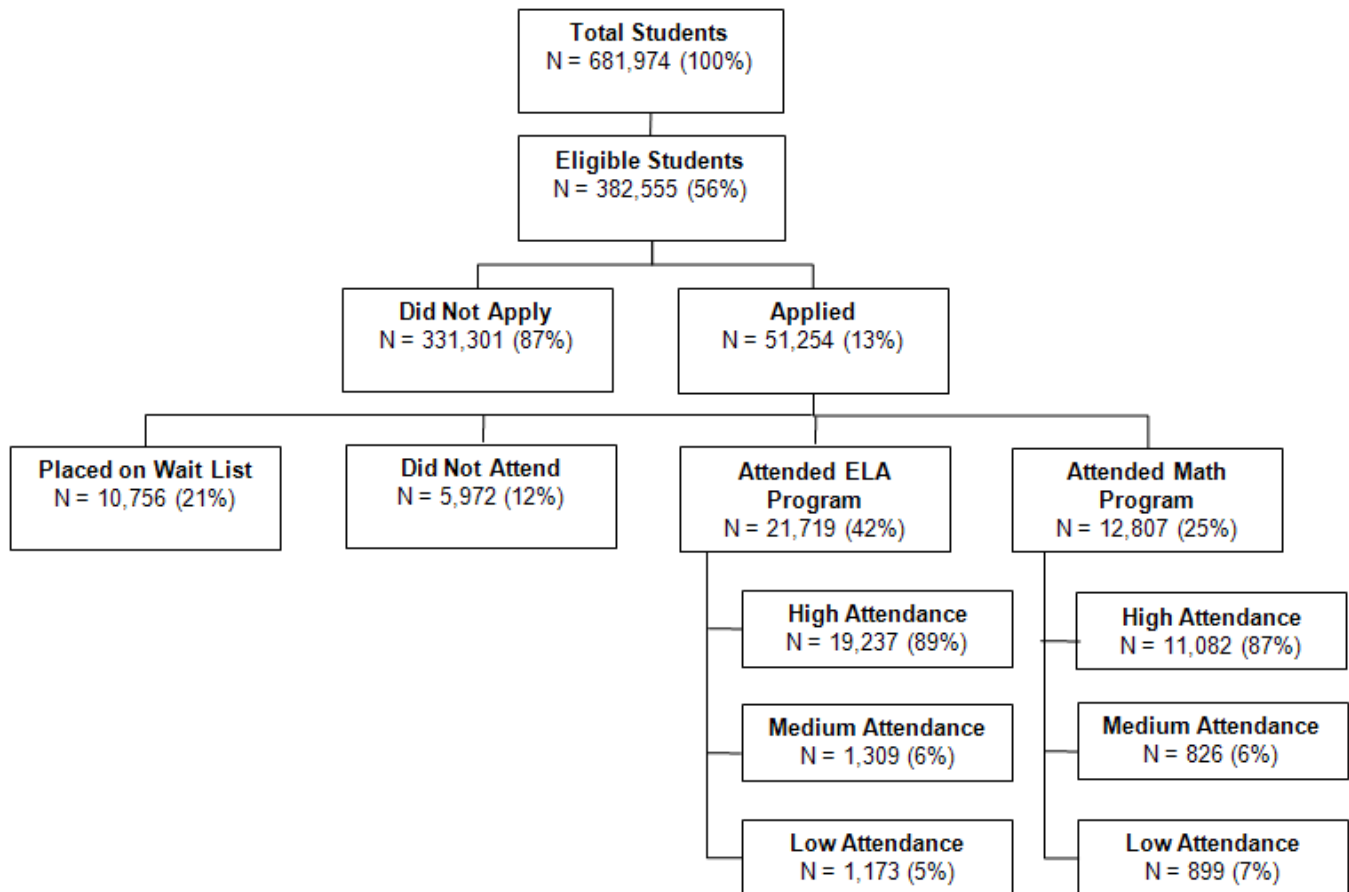 Total Students
N = 681,974 (100%)
Eligible Students
N = 382,555 (56%)
Did Not Apply
N = 331,301 (87%)
Applied
N = 51,254 (13%)
Placed on Wait List
N = 10,756 (21%)
Did Not Attend
N = 5,972 (12%)
Attended ELA
Program
N = 21,719 (42%)
Attended Math
Program
N = 12,807 (25%)
High Attendance
N = 19,237 (89%)
High Attendance
N = 11,082 (87%)
Medium Attendance
N = 1,309 (6%)
Medium Attendance
N = 826 (6%)
Low Attendance
N = 1,173 (5%)
Low Attendance
N = 899 (7%)